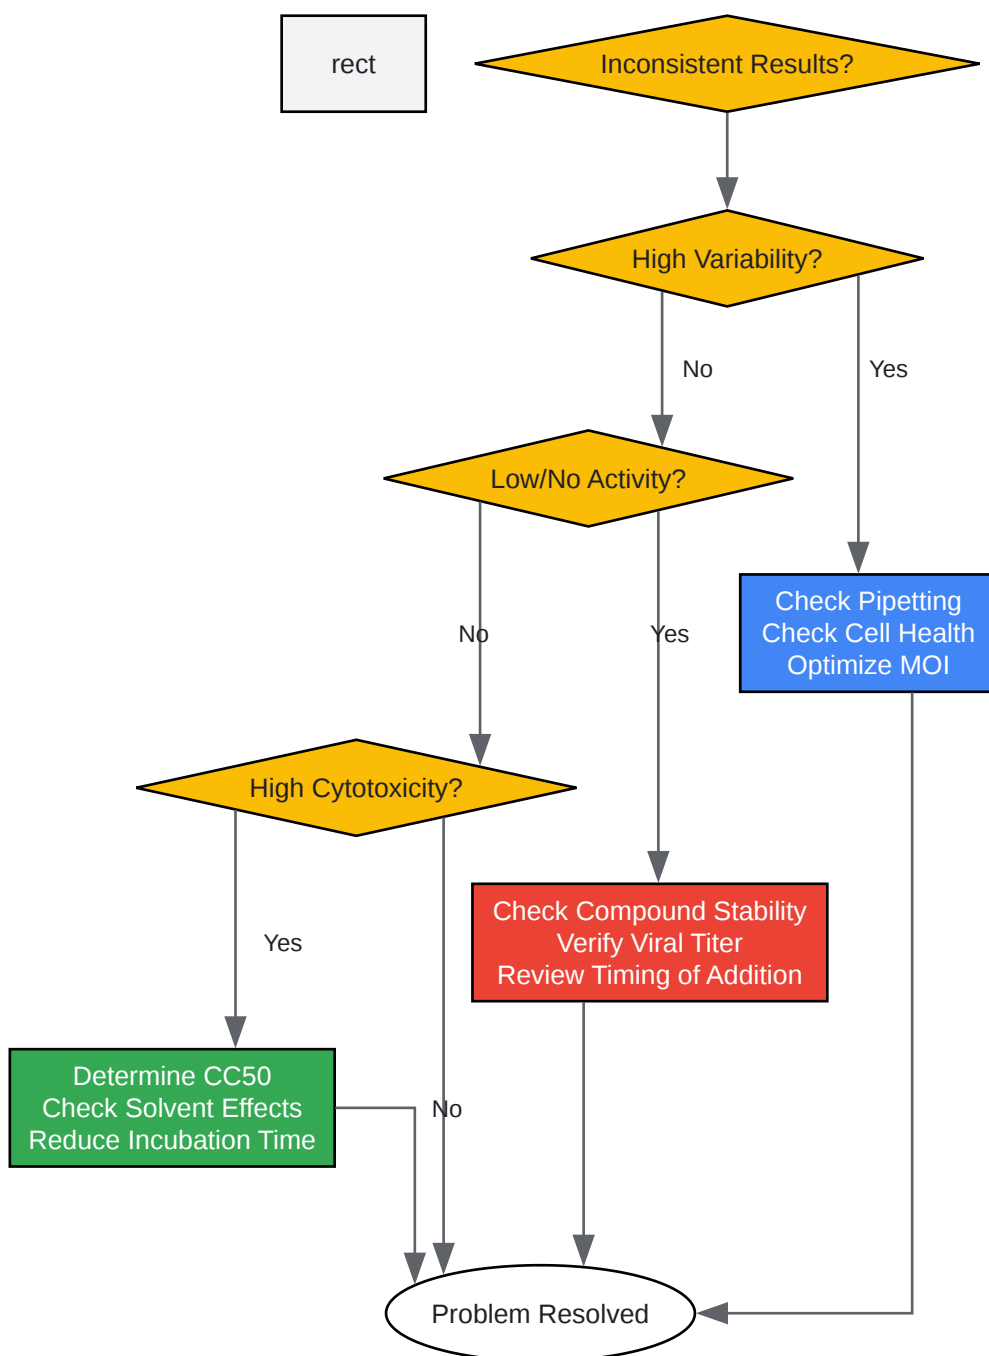 rect
Inconsistent Results?
High Variability?
No
Yes
Low/No Activity?
Check Pipetting
Check Cell Health
Optimize MOI
No
Yes
High Cytotoxicity?
Check Compound Stability
Verify Viral Titer
Review Timing of Addition
Yes
Determine CC50
Check Solvent Effects
Reduce Incubation Time
No
Problem Resolved